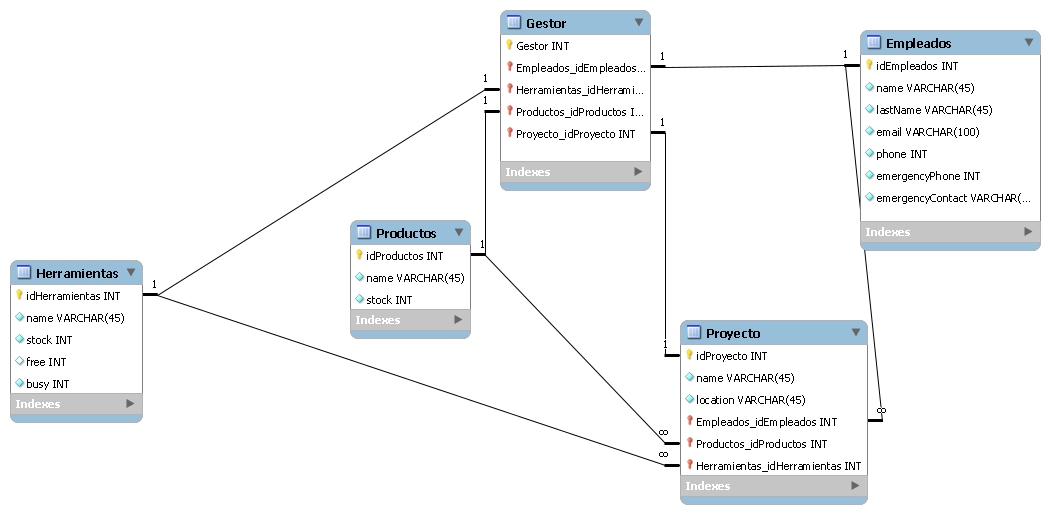 Gestor
Gestor INT
Empleados_idEmpleados...
Herramientas_idHerrami...
Productos_idProductos I...
Proyecto_idProyecto INT
Indexes
1
1
1
1
Empleados
idEmpleados INT
name VARCHAR(45)
lastName VARCHAR(45)
email VARCHAR(100)
phone INT
emergencyPhone INT
emergencyContact VARCHAR(...
Indexes
1
Productos
idProductos INT
name VARCHAR(45)
stock INT
Indexes
1
Herramientas
idHerramientas INT
name VARCHAR(45)
stock INT
free INT
busy INT
Indexes
1
Proyecto
idProyecto INT
name VARCHAR(45)
location VARCHAR(45)
Empleados_idEmpleados INT
Productos_idProductos INT
Herramientas_idHerramientas INT
Indexes
1
∞
∞
∞